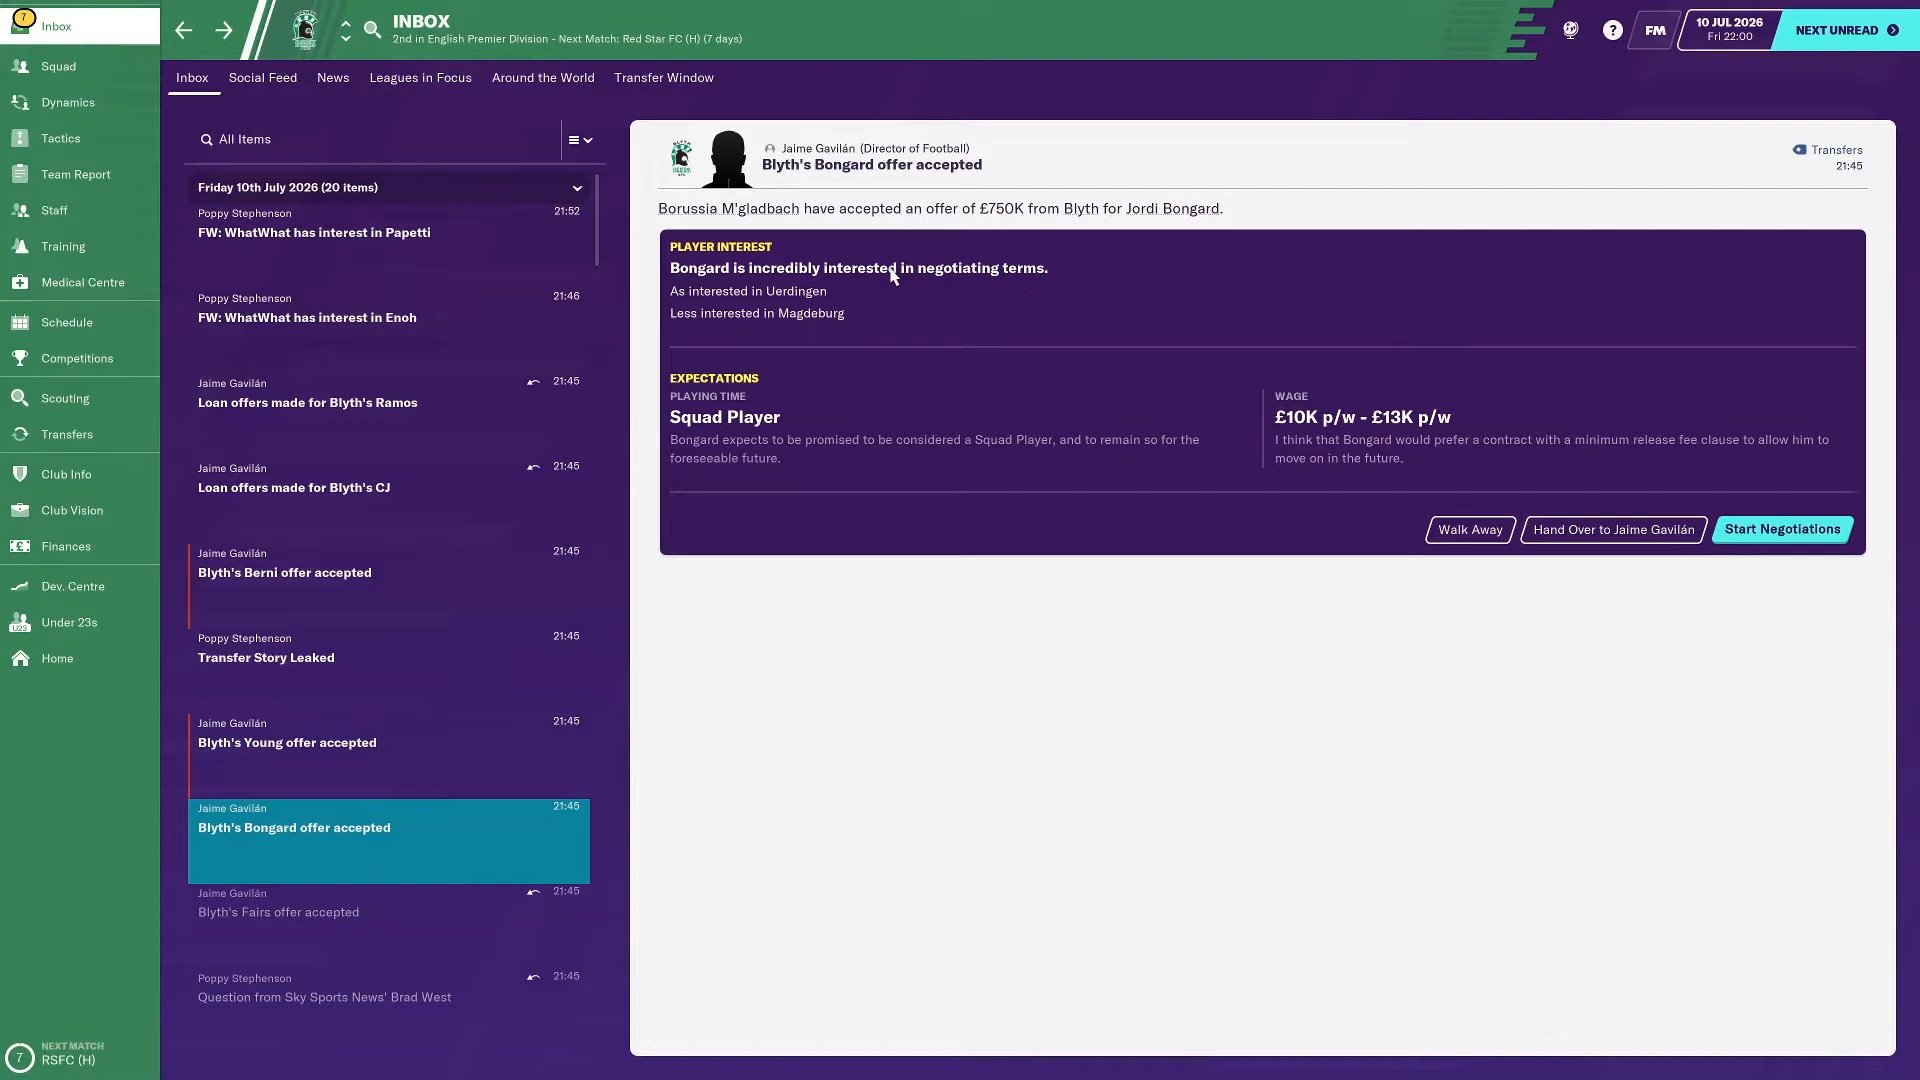 7
Inbox
Squad
Dynamics
Tactics
Team Report
Staff
Training
Medical Centre
Schedule
Competitions
Scouting
Transfers
Club Info
Club Vision
Finances
Dev. Centre
U23
Under 23s
Home
7
NEXT MATCH
RSFC (H)
INBOX
2nd in English Premier Division - Next Match: Red Star FC (H) (7 days)
?
FM
10 JUL 2026
Fri 22:00
NEXT UNREAD
Inbox
Social Feed
News
Leagues in Focus
Around the World
Transfer Window
All Items
Friday 10th July 2026 (20 items)
Poppy Stephenson 21:52
FW: WhatWhat has interest in Papetti
Poppy Stephenson 21:46
FW: WhatWhat has interest in Enoh
Jaime Gavilán 21:45
Loan offers made for Blyth's Ramos
Jaime Gavilán 21:45
Loan offers made for Blyth's CJ
Jaime Gavilán 21:45
Blyth's Berni offer accepted
Poppy Stephenson 21:45
Transfer Story Leaked
Jaime Gavilán 21:45
Blyth's Young offer accepted
Jaime Gavilán 21:45
Blyth's Bongard offer accepted
Jaime Gavilán 21:45
Blyth's Fairs offer accepted
Poppy Stephenson 21:45
Question from Sky Sports News' Brad West
Jaime Gavilán (Director of Football)
Blyth's Bongard offer accepted
Transfers
21:45
Borussia M'gladbach have accepted an offer of £750K from Blyth for Jordi Bongard.
PLAYER INTEREST
Bongard is incredibly interested in negotiating terms.
As interested in Uerdingen
Less interested in Magdeburg
EXPECTATIONS
PLAYING TIME
Squad Player
Bongard expects to be promised to be considered a Squad Player, and to remain so for the
foreseeable future.
WAGE
£10K p/w - £13K p/w
I think that Bongard would prefer a contract with a minimum release fee clause to allow him to
move on in the future.
Walk Away
Hand Over to Jaime Gavilán
Start Negotiations